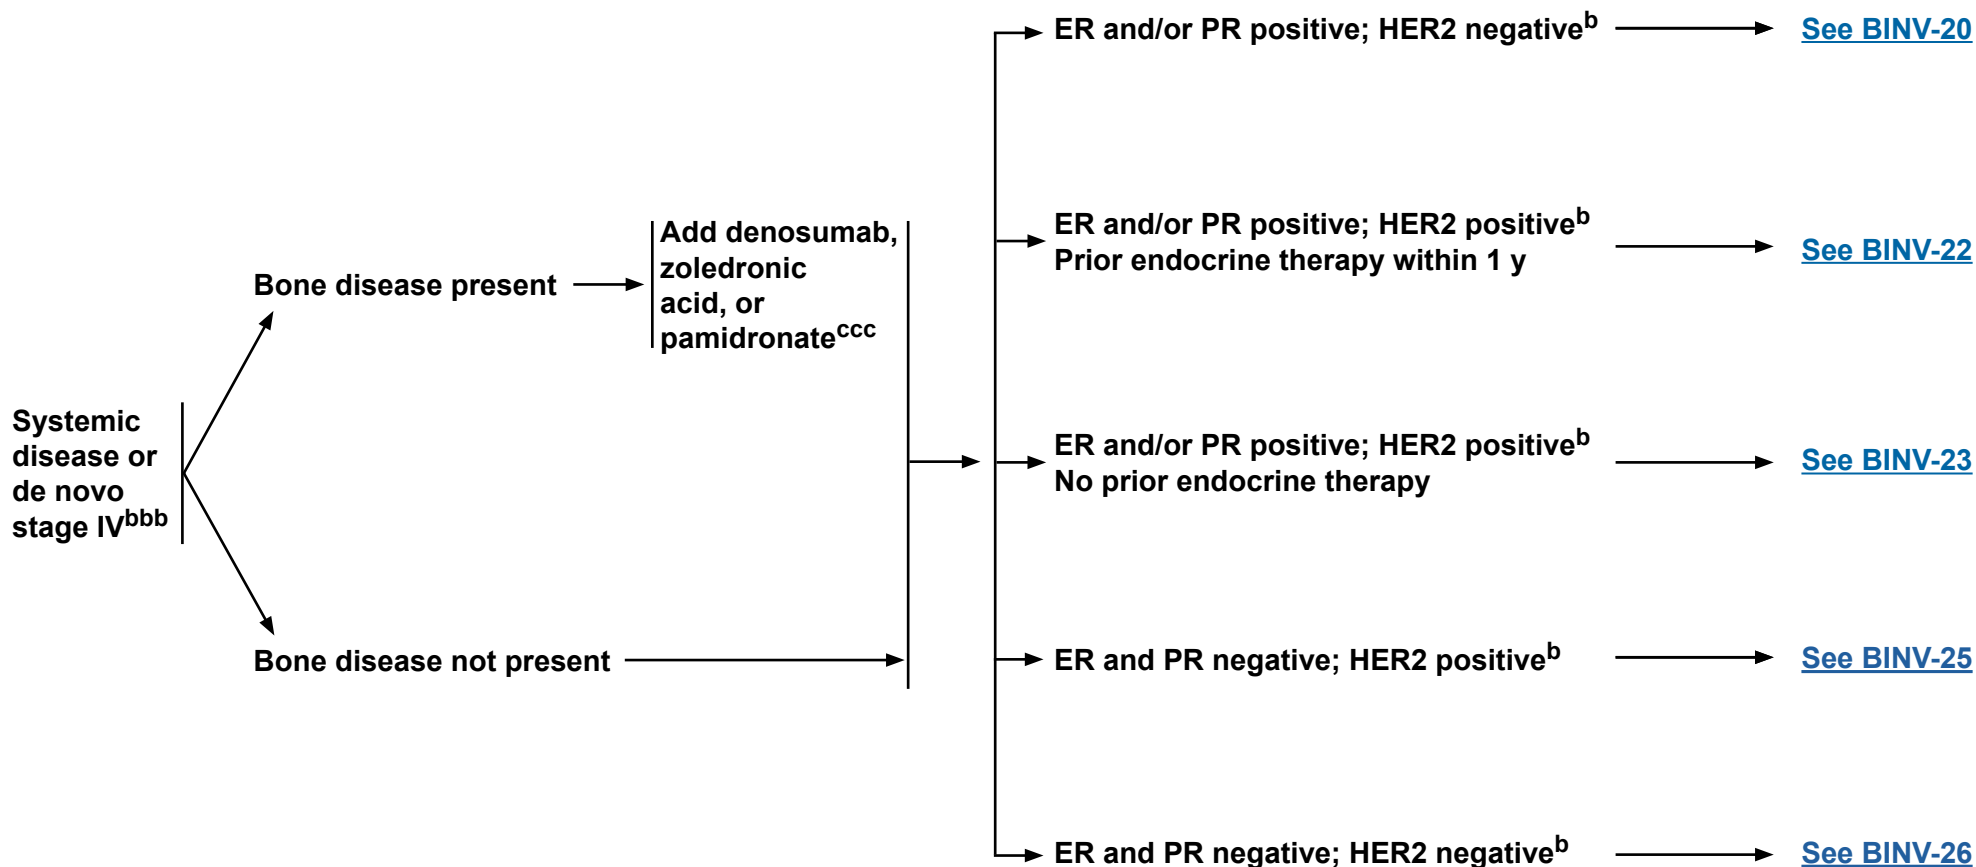 Systemic
disease or
de novo
stage IVbbb
Bone disease present
Add denosumab,
zoledronic
acid, or
pamidronateccc
Bone disease not present
ER and/or PR positive; HER2 negativeb
See BINV-20
ER and/or PR positive; HER2 positiveb
Prior endocrine therapy within 1 y
See BINV-22
ER and/or PR positive; HER2 positiveb
No prior endocrine therapy
See BINV-23
ER and PR negative; HER2 positiveb
See BINV-25
ER and PR negative; HER2 negativeb
See BINV-26